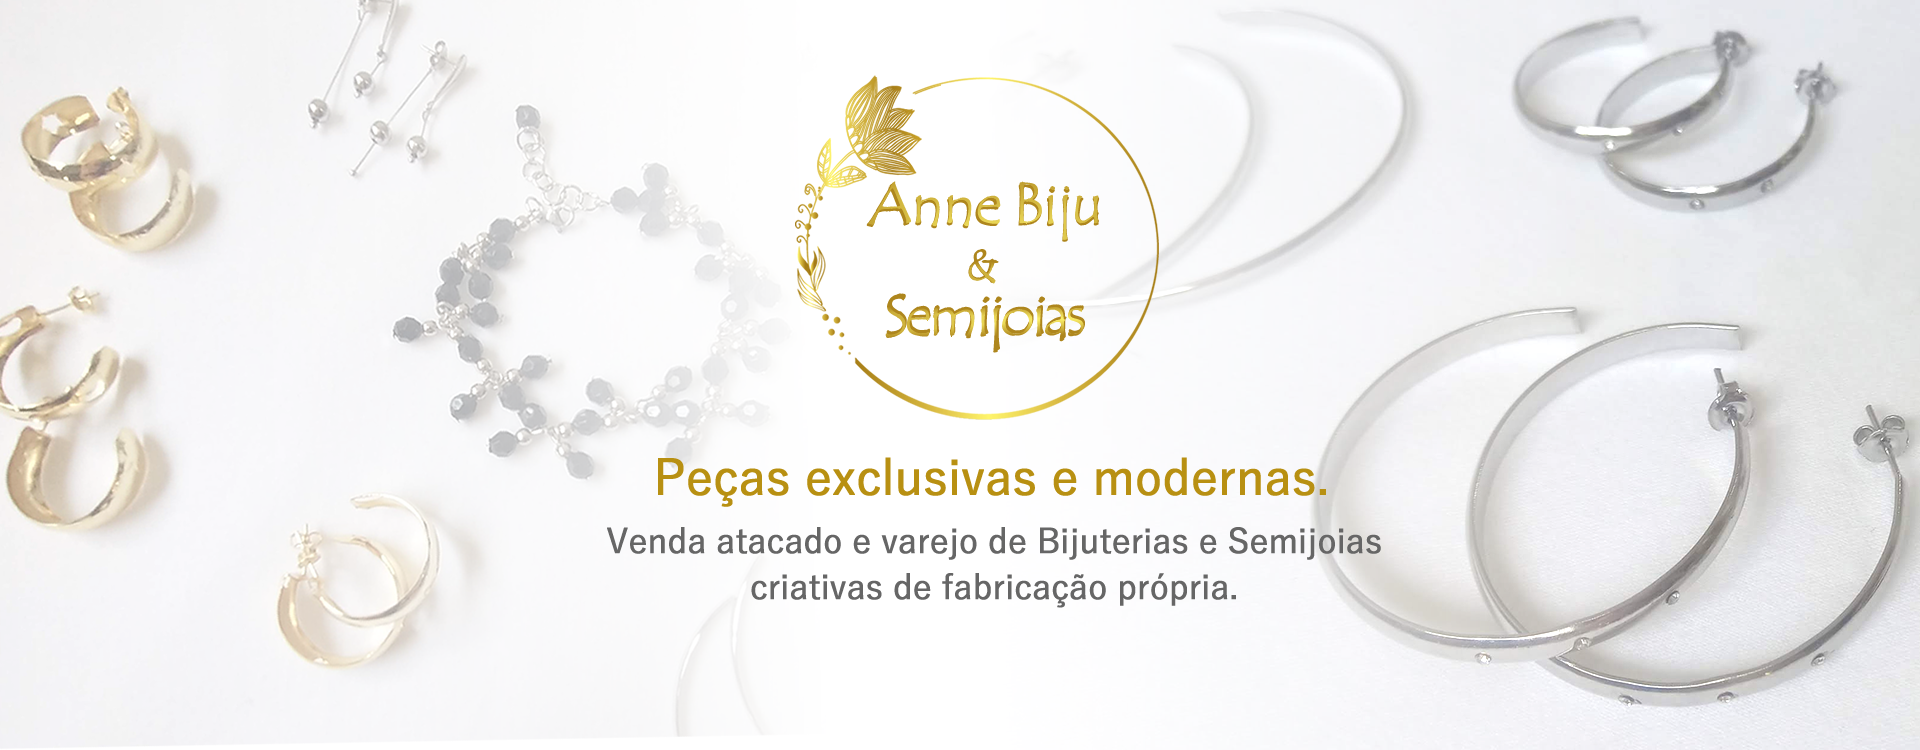 Anne Biju
&
Semijoias
Peças exclusivas e modernas.
Venda atacado e varejo de Bijuterias e Semijoias
criativas de fabricação própria.